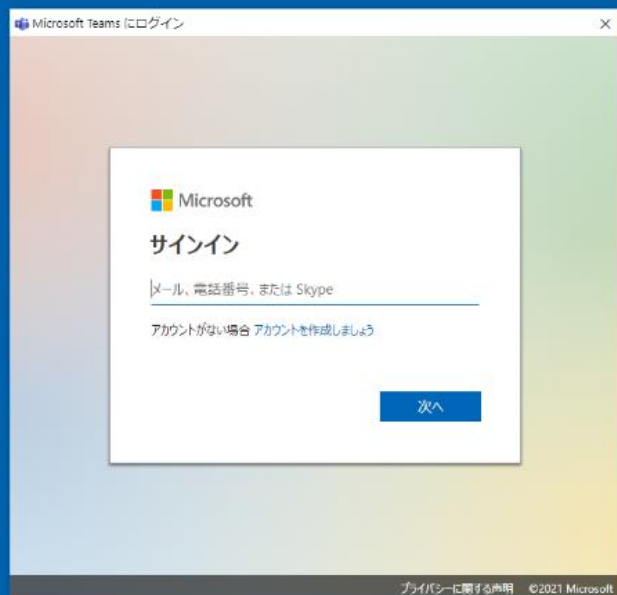 Microsoft Teams にログイン
Microsoft
サインイン
メール、電話番号、または Skype
アカウントがない場合 アカウントを作成しましょう
次へ
プライバシーに関する声明 ©2021 Microsoft